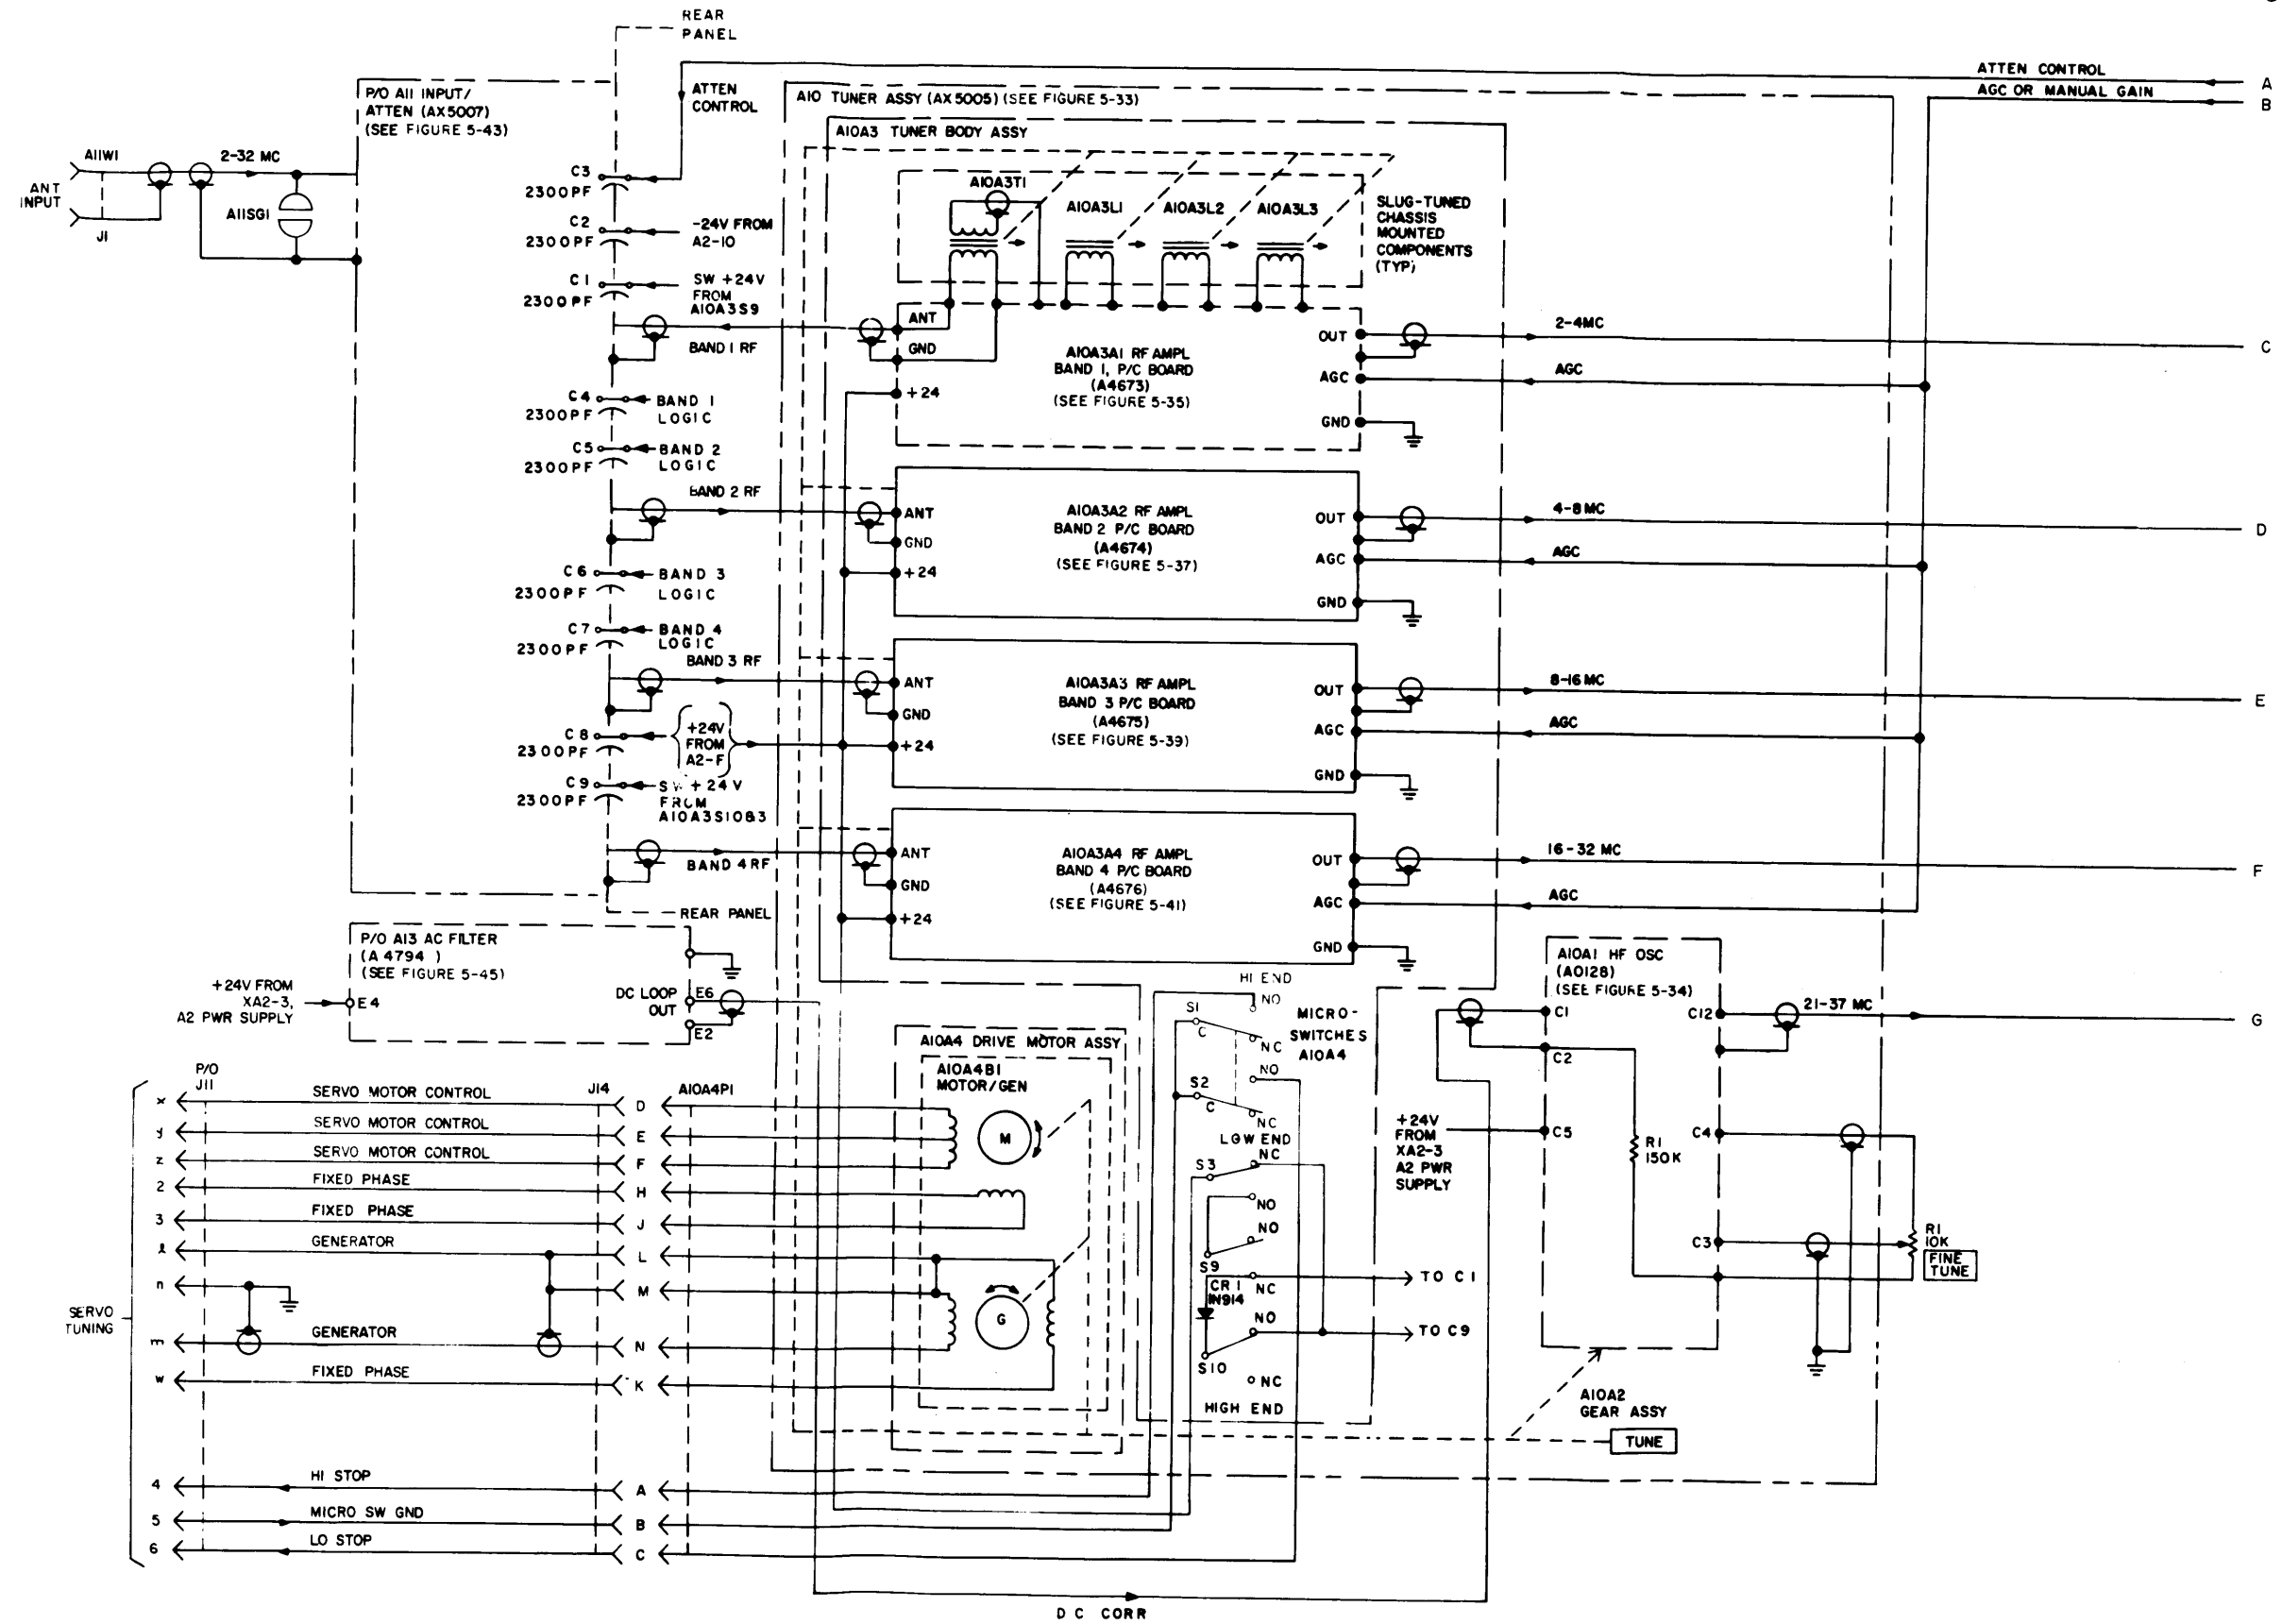 REAR
PANEL
ATTEN CONTROL
A
AGC OR MANUAL GAIN
B
P/O A11 INPUT/
ATTEN (AX5007)
(SEE FIGURE 5-43)
ATTEN
CONTROL
A10 TUNER ASSY (AX5005) (SEE FIGURE 5-33)
A10A3 TUNER BODY ASSY
A11W1
2-32 MC
ANT
INPUT
J1
A11SG1
C3
2300PF
C2
2300PF
-24V FROM
A2-10
C1
2300PF
SW +24V
FROM
A10A3S9
BAND 1 RF
A10A3T1
A10A3L1
A10A3L2
A10A3L3
SLUG-TUNED
CHASSIS
MOUNTED
COMPONENTS
(TYP)
ANT
GND
+24
A10A3A1 RF AMPL
BAND 1, P/C BOARD
(A4673)
(SEE FIGURE 5-35)
OUT
AGC
GND
2-4MC
C
AGC
C4
2300PF
BAND 1
LOGIC
C5
2300PF
BAND 2
LOGIC
BAND 2 RF
ANT
GND
+24
A10A3A2 RF AMPL
BAND 2 P/C BOARD
(A4674)
(SEE FIGURE 5-37)
OUT
AGC
GND
4-8MC
D
AGC
C6
2300PF
BAND 3
LOGIC
C7
2300PF
BAND 4
LOGIC
BAND 3 RF
ANT
GND
+24
A10A3A3 RF AMPL
BAND 3 P/C BOARD
(A4675)
(SEE FIGURE 5-39)
OUT
AGC
GND
8-16MC
E
AGC
C8
2300PF
+24V
FROM
A2-F
C9
2300PF
SW +24V
FROM
A10A3S10&3
BAND 4 RF
REAR PANEL
ANT
GND
+24
A10A3A4 RF AMPL
BAND 4 P/C BOARD
(A4676)
(SEE FIGURE 5-41)
OUT
AGC
GND
16-32 MC
F
AGC
P/O A13 AC FILTER
(A 4794 )
(SEE FIGURE 5-45)
+24V FROM
XA2-3,
A2 PWR SUPPLY
E4
DC LOOP
OUT
E6
E2
HI END
NO
S1
C
NC
MICRO-
SWITCHES
A10A4
NO
S2
C
NC
LOW END
NC
S3
NO
NO
S9
CR1
1N914
NC
NO
S10
NC
HIGH END
TO C1
TO C9
A10A1 HF OSC
(AO128)
(SEE FIGURE 5-34)
C1
C2
C5
C12
C4
C3
21-37 MC
G
+24V
FROM
XA2-3
A2 PWR
SUPPLY
R1
150K
R1
10K
FINE
TUNE
A10A2
GEAR ASSY
TUNE
A10A4 DRIVE MOTOR ASSY
A10A4B1
MOTOR/GEN
M
G
P/O
J11
J14
A10A4P1
SERVO
TUNING
x SERVO MOTOR CONTROL D
y SERVO MOTOR CONTROL E
z SERVO MOTOR CONTROL F
2 FIXED PHASE H
3 FIXED PHASE J
l GENERATOR L
n M
m GENERATOR N
w FIXED PHASE K
4 HI STOP A
5 MICRO SW GND B
6 LO STOP C
DC CORR